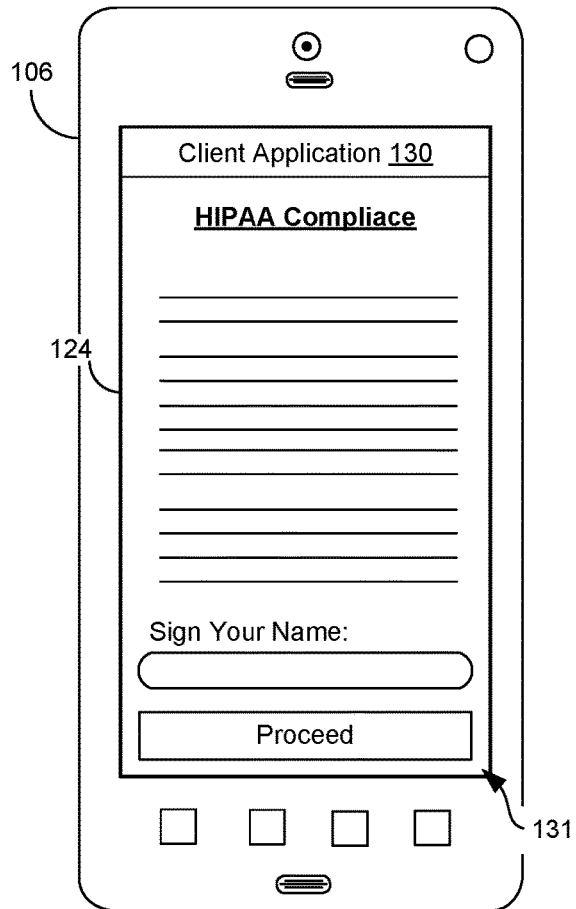 106
Client Application 130
HIPAA Compliace
124
Sign Your Name:
Proceed
131